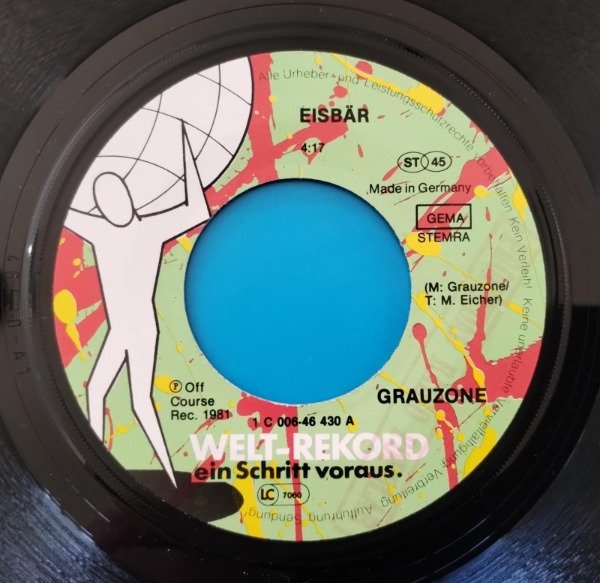 Alle Urheber- und Leistungsschutzrechte vorbehalten Kein Verleih! Keine unerlaubte Vervielfältigung Verbreitung Aufführung Sendung!
EISBÄR
4:17
ST 45
Made in Germany
GEMA
STEMRA
(M: Grauzone/
T: M. Eicher)
GRAUZONE
Ⓟ Off
Course
Rec. 1981
1 C 006-46 430 A
WELT-REKORD
ein Schritt voraus.
LC 7060